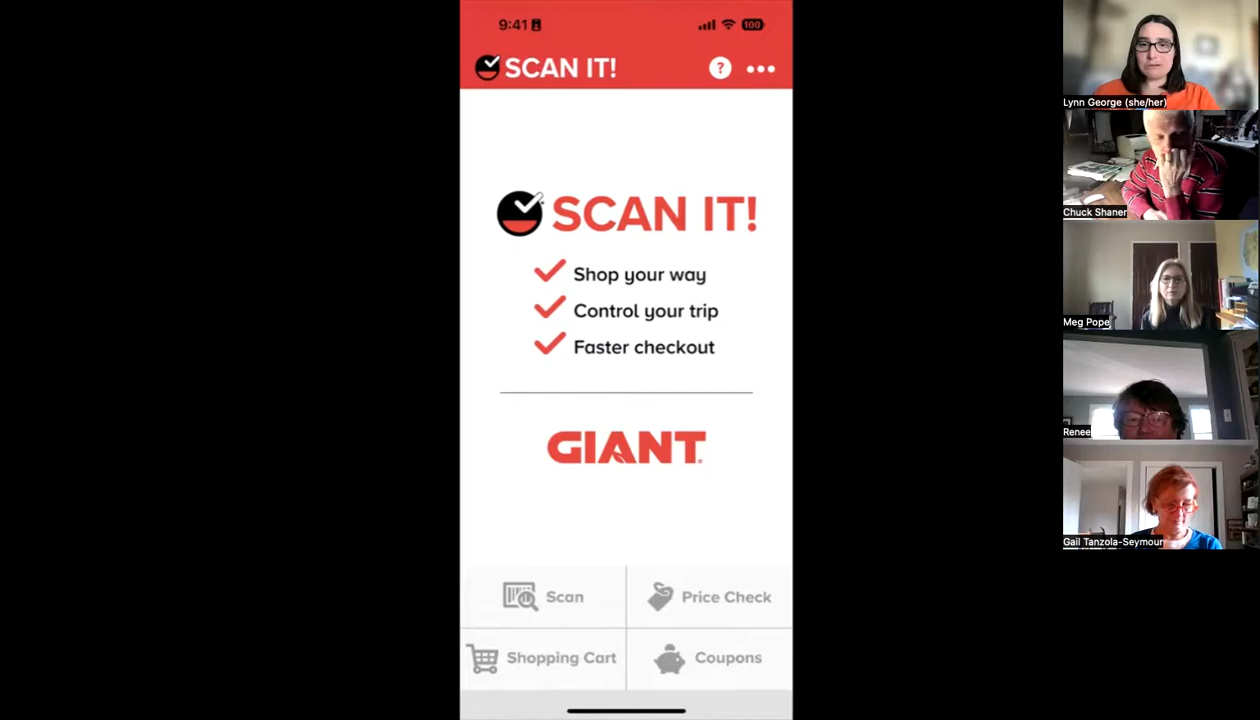 9:41
100
SCAN IT!
?
SCAN IT!
Shop your way
Control your trip
Faster checkout
GIANT
Scan
Price Check
Shopping Cart
Coupons
Lynn George (she/her)
Chuck Shaner
Meg Pope
Renee
Gail Tanzola-Seymour